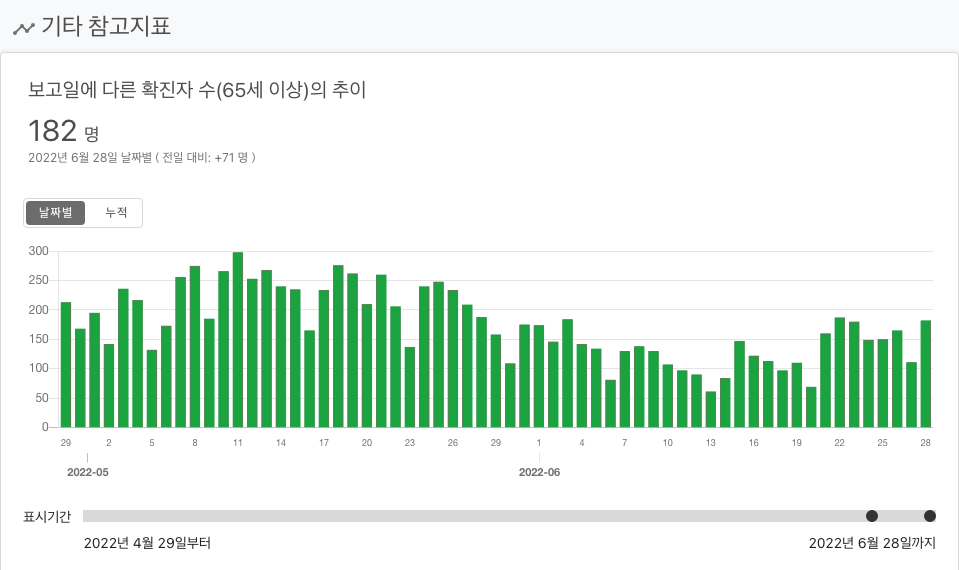 기타 참고지표
보고일에 다른 확진자 수(65세 이상)의 추이
182 명
2022년 6월 28일 날짜별 ( 전일 대비: +71 명 )
날짜별 누적
300
250
200
150
100
50
0
29 2 5 8 11 14 17 20 23 26 29 1 4 7 10 13 16 19 22 25 28
2022-05 2022-06
표시기간
2022년 4월 29일부터 2022년 6월 28일까지